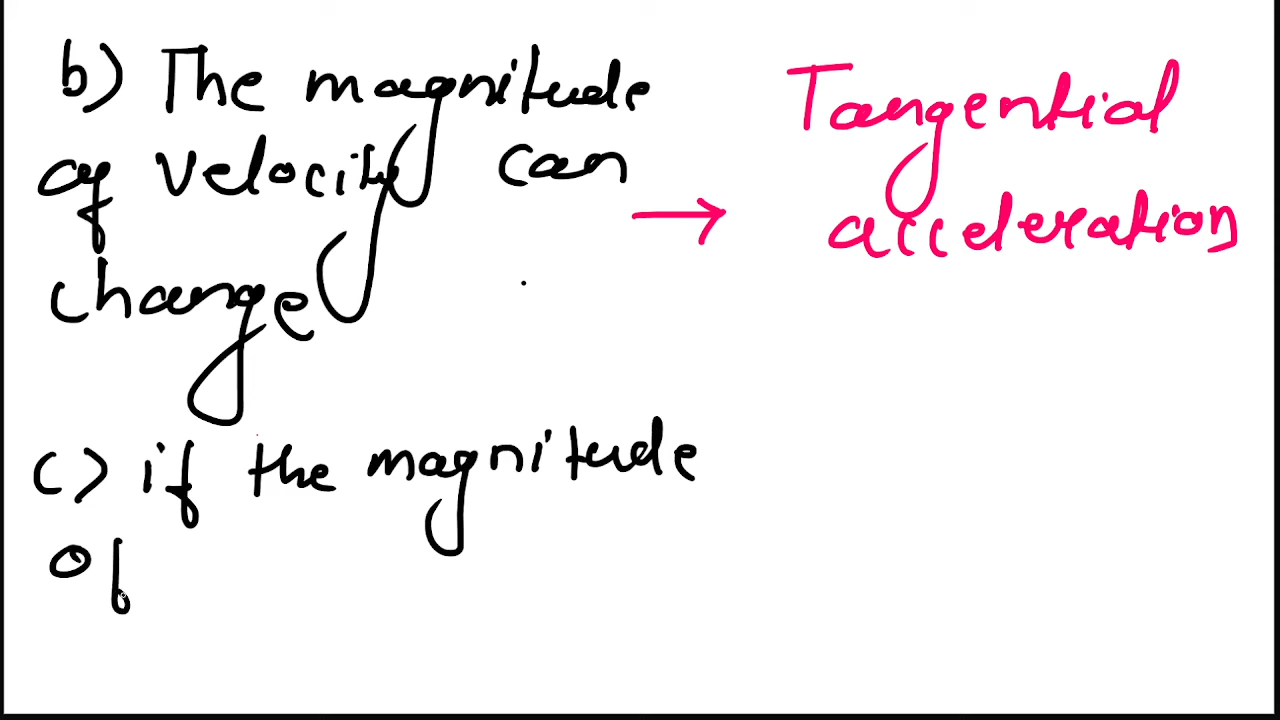 b) The magnitude
of velocity can
change
→ Tangential
acceleration
c) if the magnitude
of